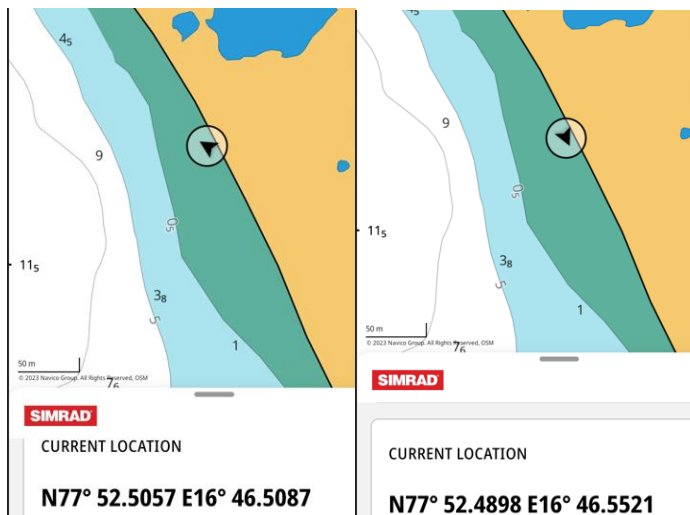 4₅
9
0₅
11₅
3₈
5
1
50 m
© 2023 Navico Group. All Rights Reserved, OSM
7₆
SIMRAD
CURRENT LOCATION
N77° 52.5057 E16° 46.5087
4₅
9
0₅
11₅
3₈
5
1
50 m
© 2023 Navico Group. All Rights Reserved, OSM
7₆
SIMRAD
CURRENT LOCATION
N77° 52.4898 E16° 46.5521